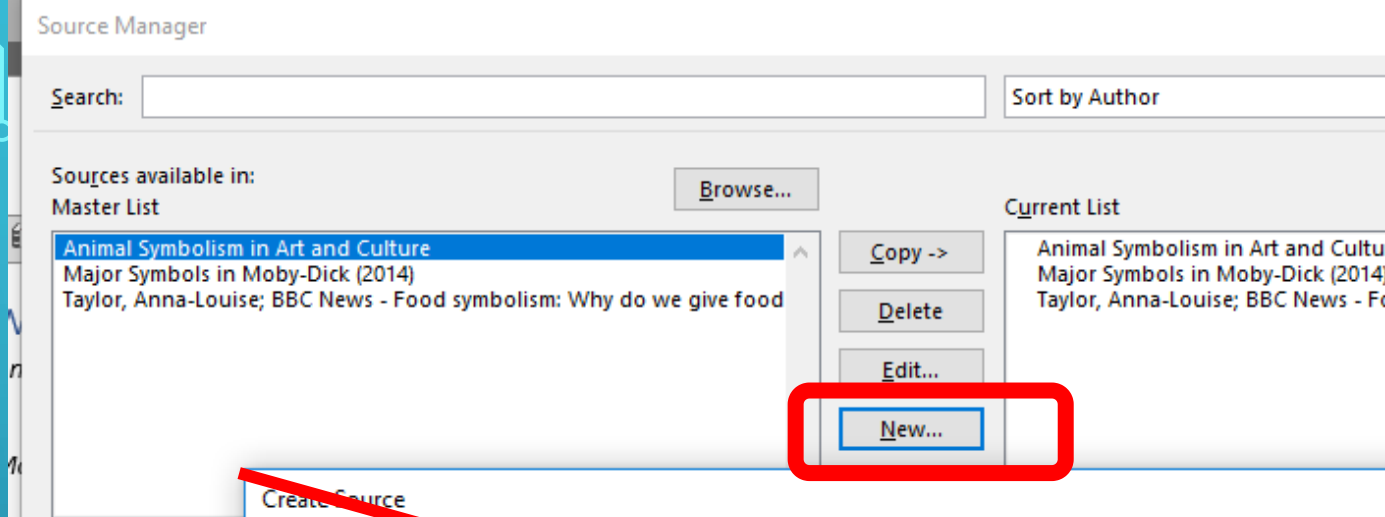 Source Manager
Search:
Sort by Author
Sources available in:
Browse...
Master List
Current List
Animal Symbolism in Art and Culture
Major Symbols in Moby-Dick (2014)
Taylor, Anna-Louise; BBC News - Food symbolism: Why do we give food
Copy ->
Delete
Edit...
New...
Animal Symbolism in Art and Cultu
Major Symbols in Moby-Dick (2014)
Taylor, Anna-Louise; BBC News - Fo
Create Source